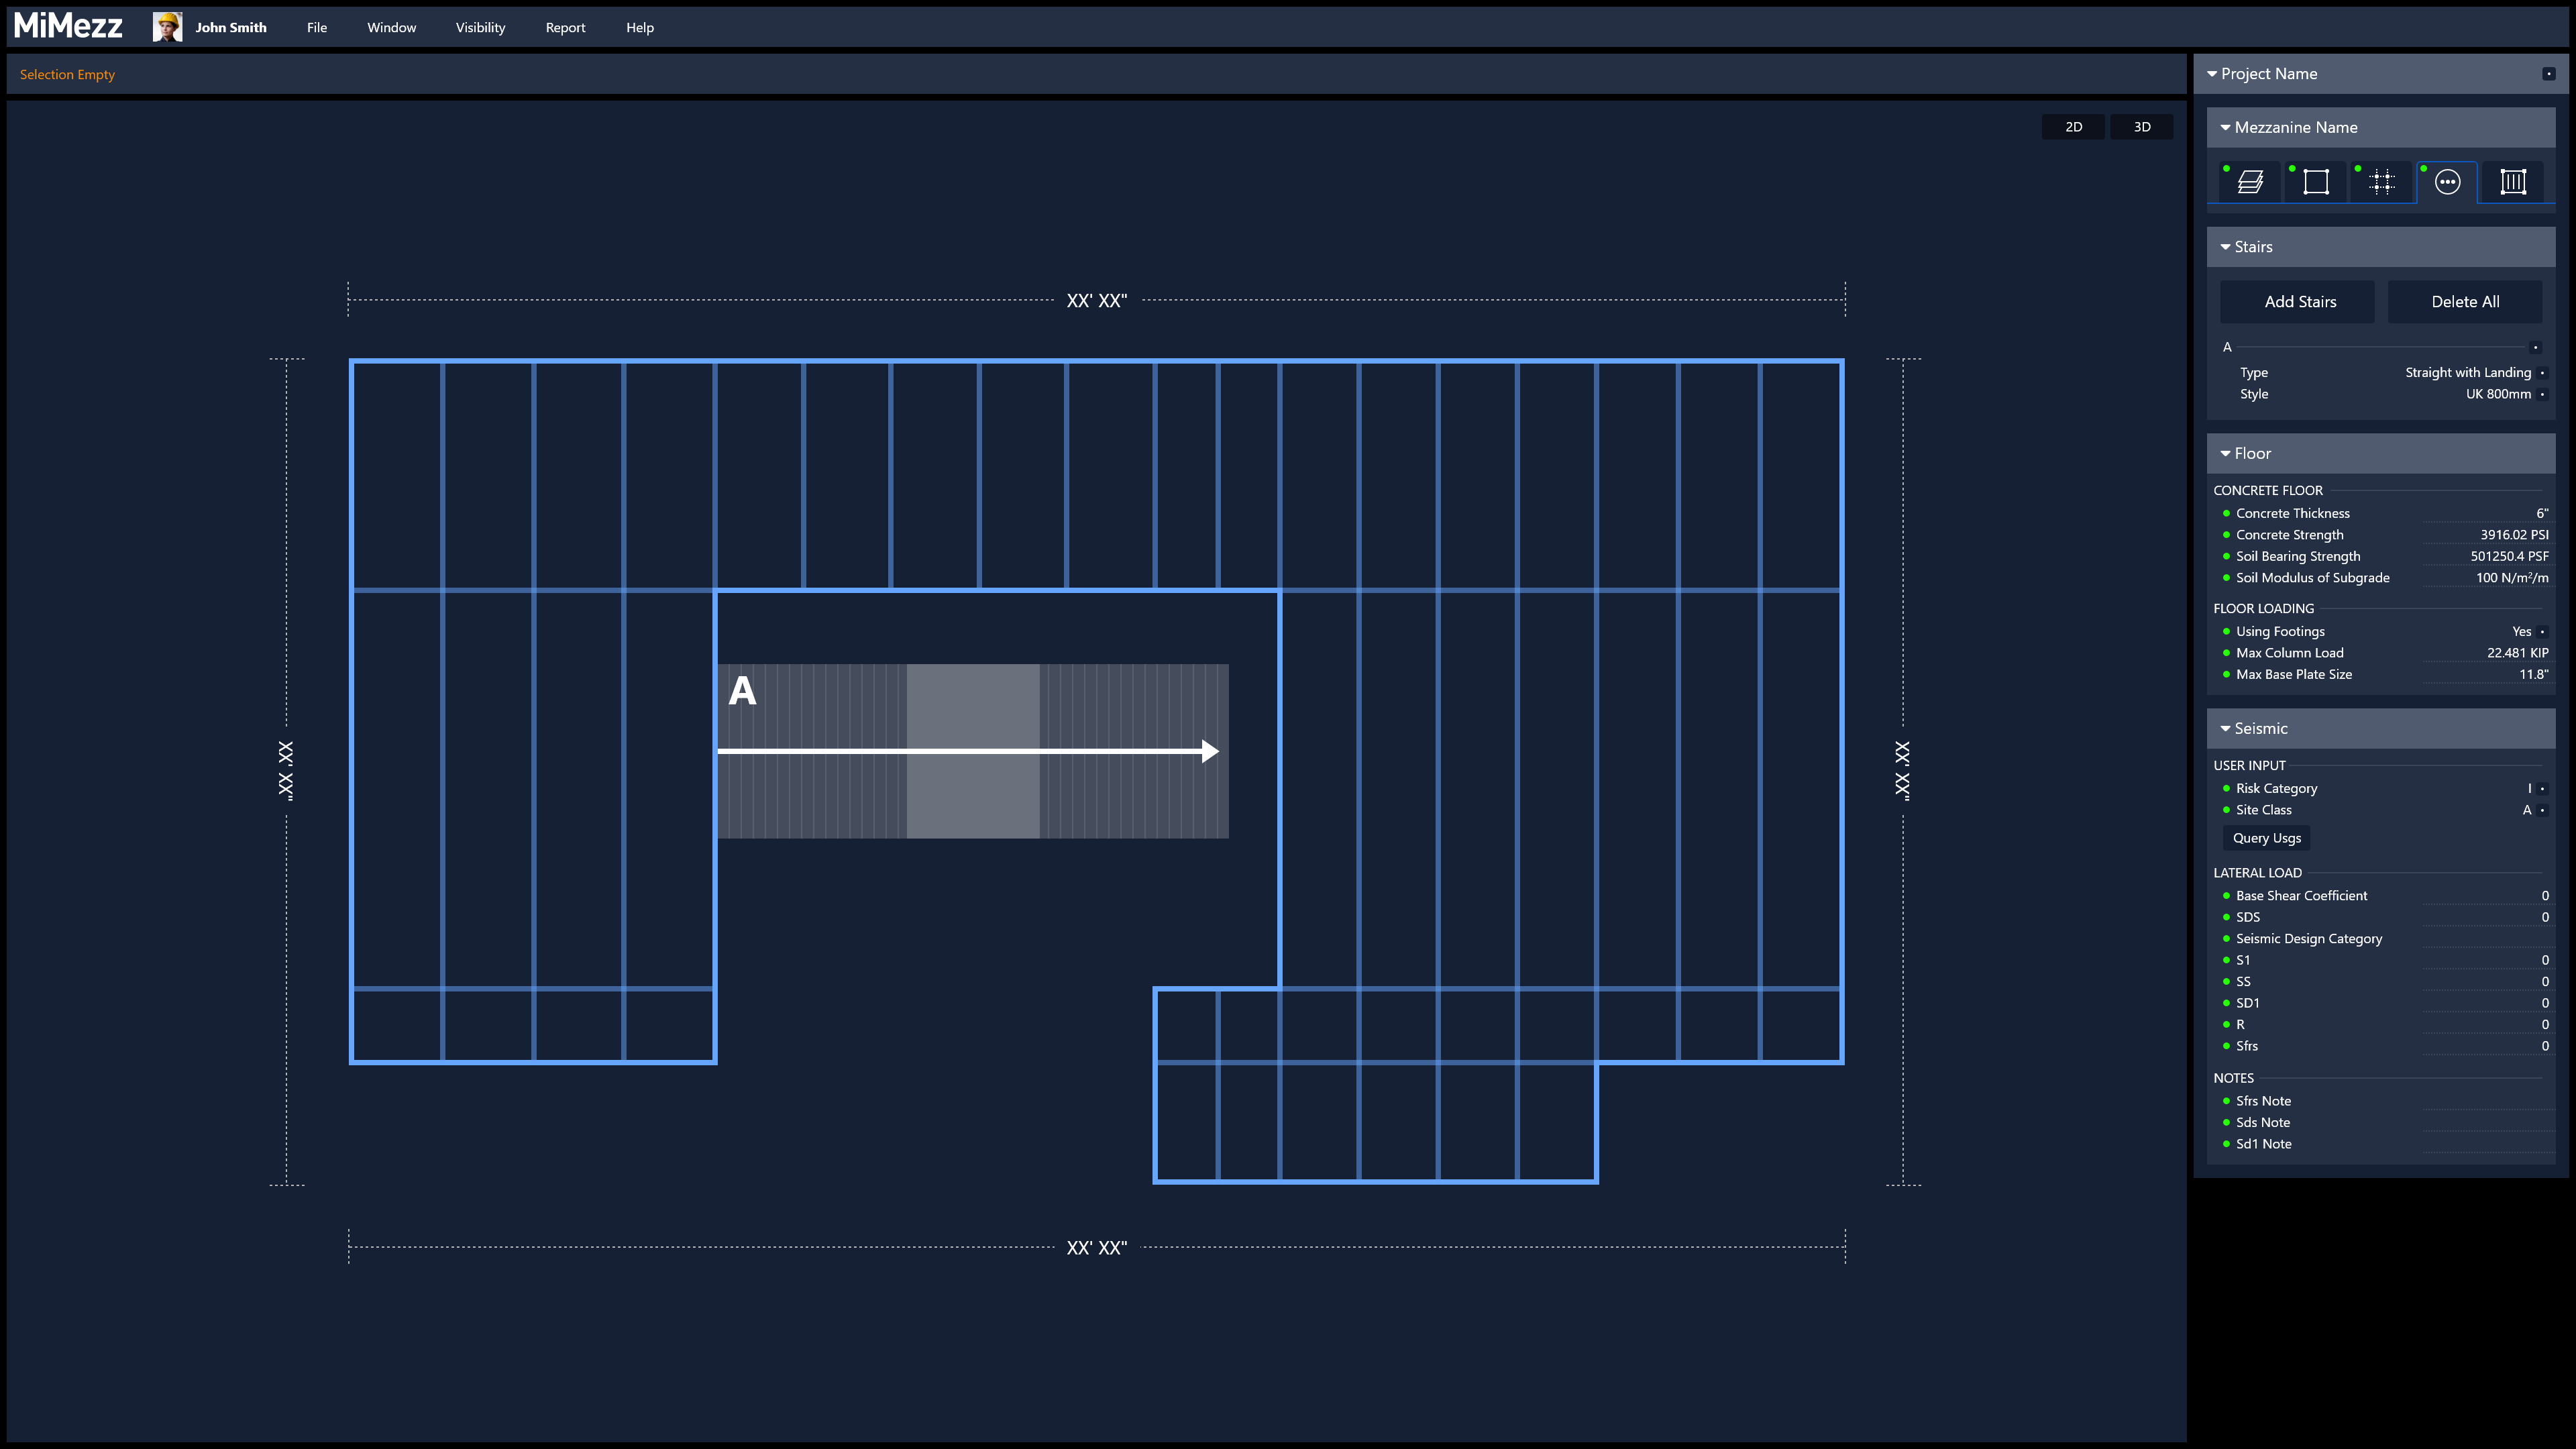 MiMezz
John Smith File Window Visibility Report Help
Selection Empty
2D 3D
XX' XX"
XX' XX"
A
XX' XX"
XX' XX"
Project Name
Mezzanine Name
Stairs
Add Stairs Delete All
A
Type Straight with Landing
Style UK 800mm
Floor
CONCRETE FLOOR
Concrete Thickness 6"
Concrete Strength 3916.02 PSI
Soil Bearing Strength 501250.4 PSF
Soil Modulus of Subgrade 100 N/m²/m
FLOOR LOADING
Using Footings Yes
Max Column Load 22.481 KIP
Max Base Plate Size 11.8"
Seismic
USER INPUT
Risk Category I
Site Class A
Query Usgs
LATERAL LOAD
Base Shear Coefficient 0
SDS 0
Seismic Design Category
S1 0
SS 0
SD1 0
R 0
Sfrs 0
NOTES
Sfrs Note
Sds Note
Sd1 Note